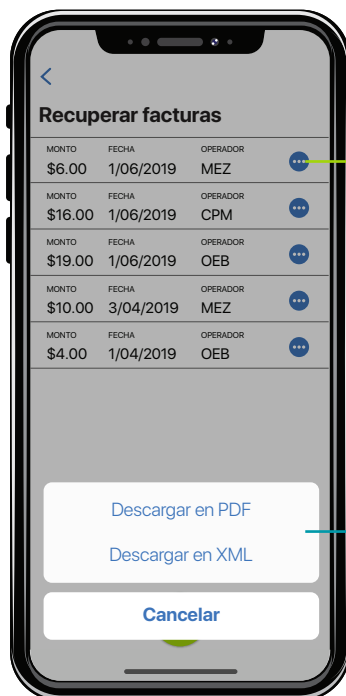 Recuperar facturas
MONTO FECHA OPERADOR
$6.00 1/06/2019 MEZ
MONTO FECHA OPERADOR
$16.00 1/06/2019 CPM
MONTO FECHA OPERADOR
$19.00 1/06/2019 OEB
MONTO FECHA OPERADOR
$10.00 3/04/2019 MEZ
MONTO FECHA OPERADOR
$4.00 1/04/2019 OEB
Descargar en PDF
Descargar en XML
Cancelar